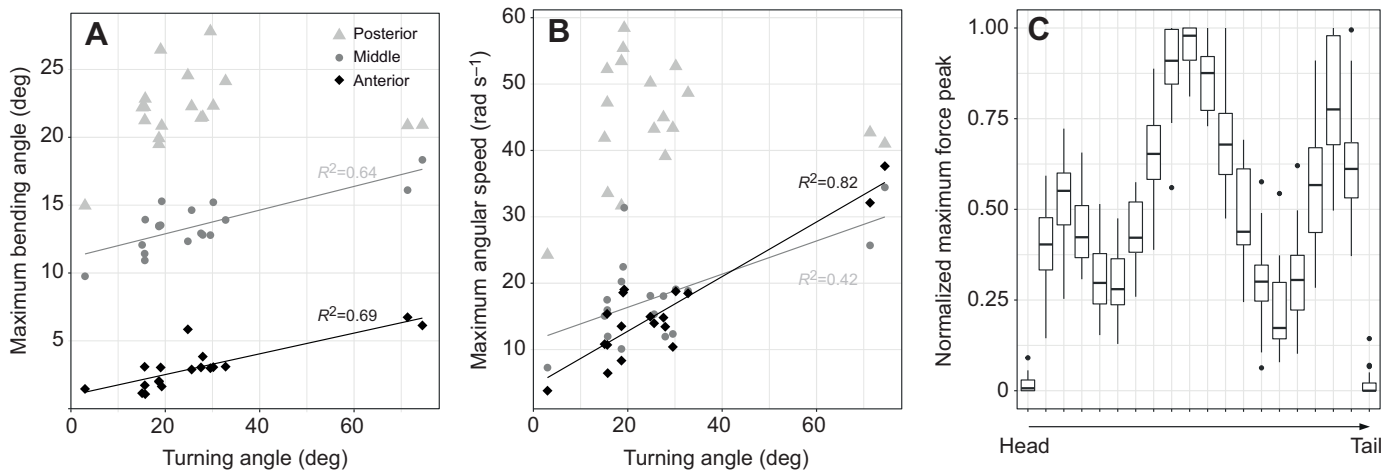 A
Posterior
Middle
Anterior
Maximum bending angle (deg)
25
20
15
10
5
R2=0.64
R2=0.69
0
20
40
60
Turning angle (deg)
B
Maximum angular speed (rad s−1)
60
50
40
30
20
10
R2=0.82
R2=0.42
0
20
40
60
Turning angle (deg)
C
Normalized maximum force peak
1.00
0.75
0.50
0.25
0
Head
Tail